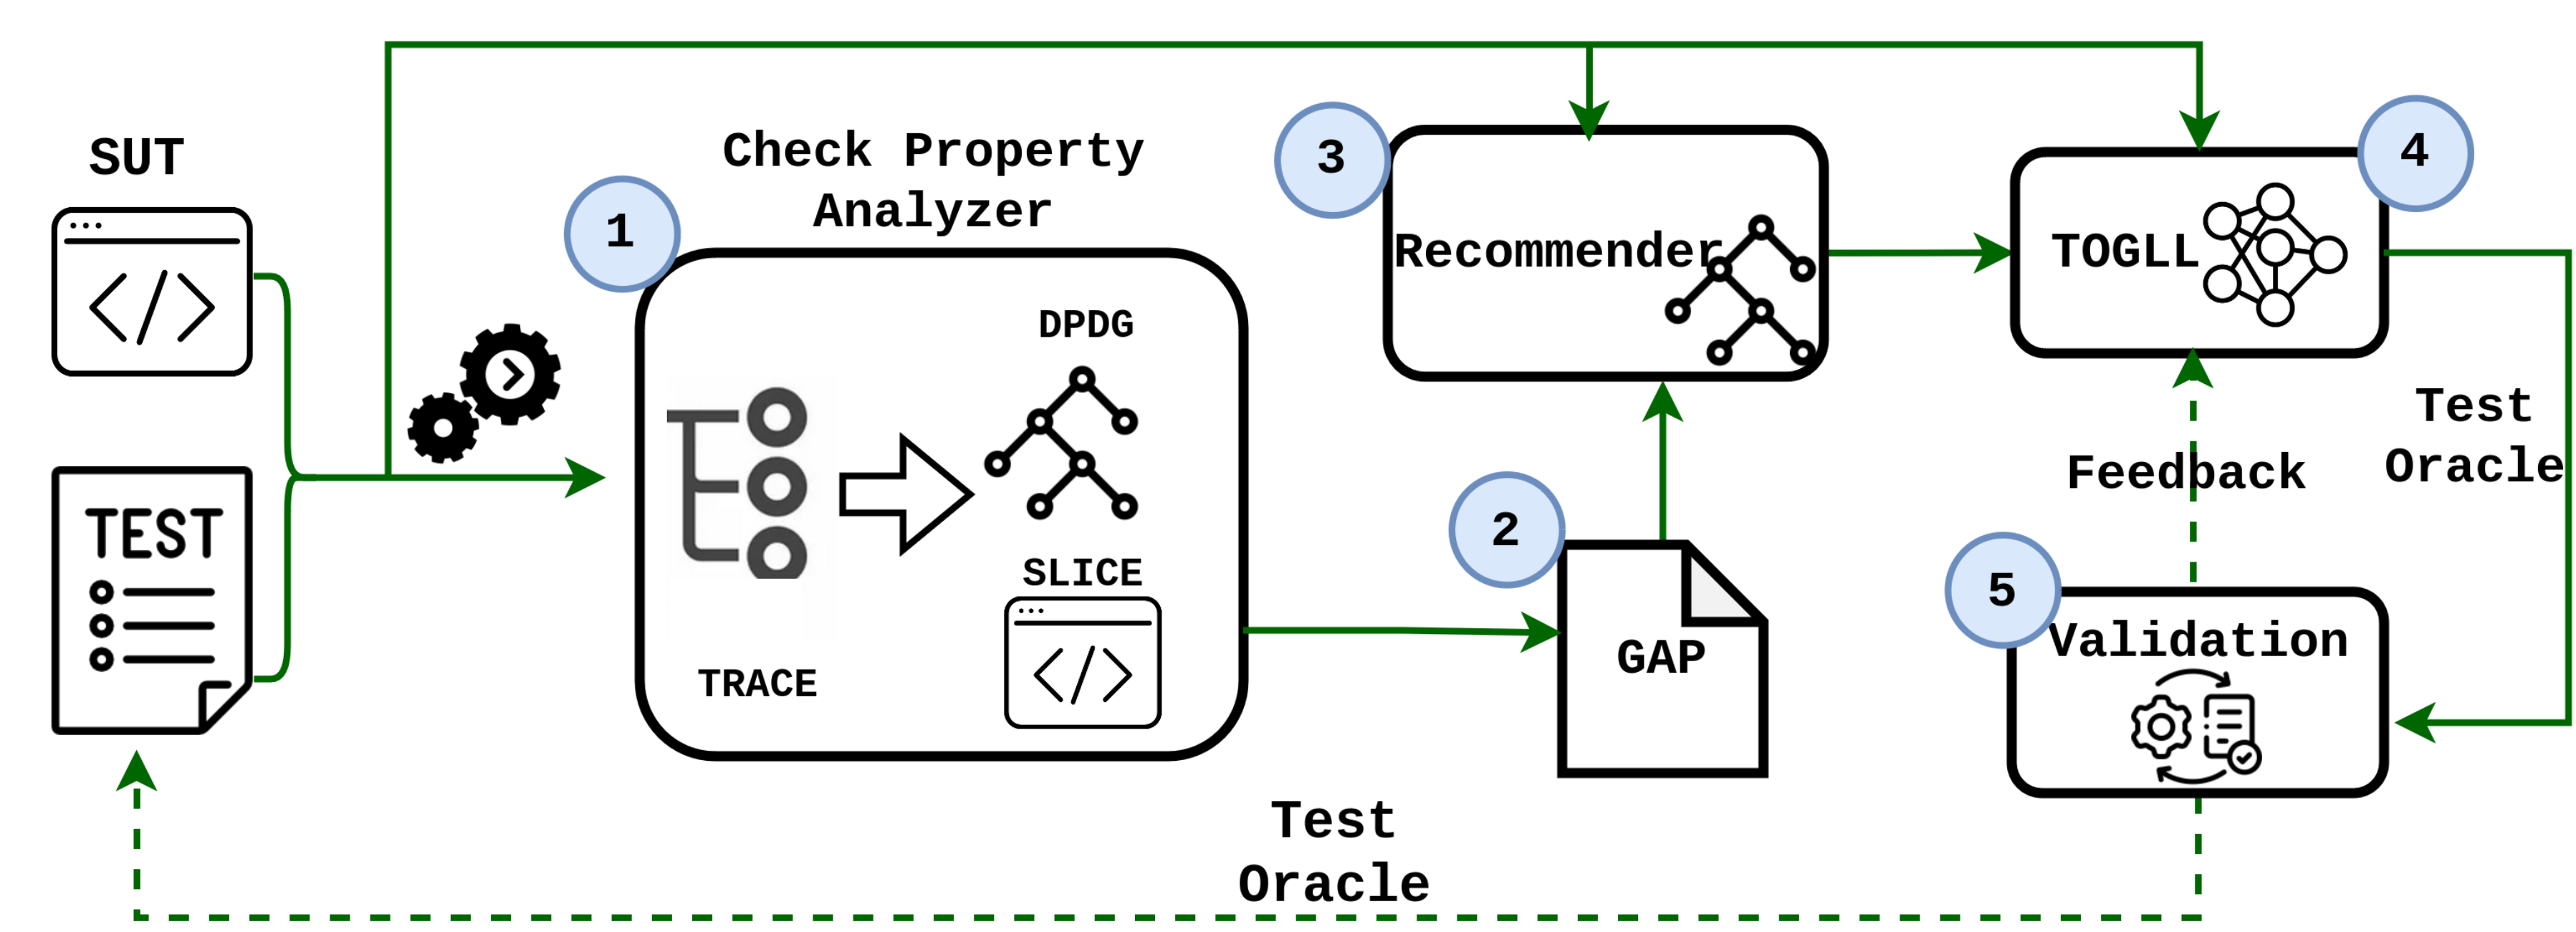 SUT
</>
TEST
1
Check Property
Analyzer
TRACE
DPDG
SLICE
</>
2
GAP
3
Recommender
4
TOGLL
Test
Oracle
Feedback
5
Validation
Test
Oracle